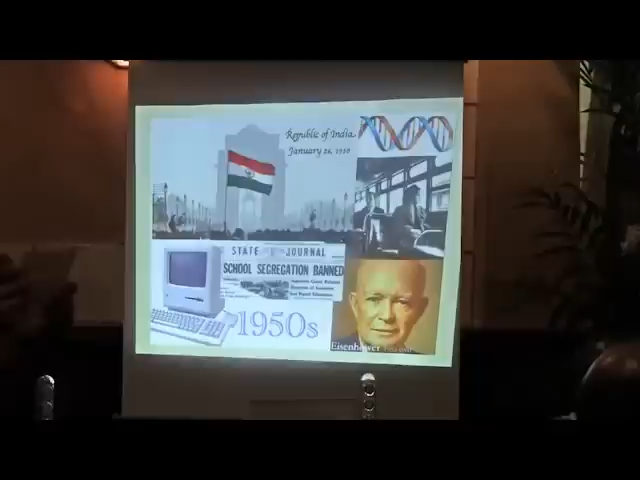 Republic of India
January 26, 1950
STATE JOURNAL
SCHOOL SEGREGATION BANNED
1950s
Eisenhower